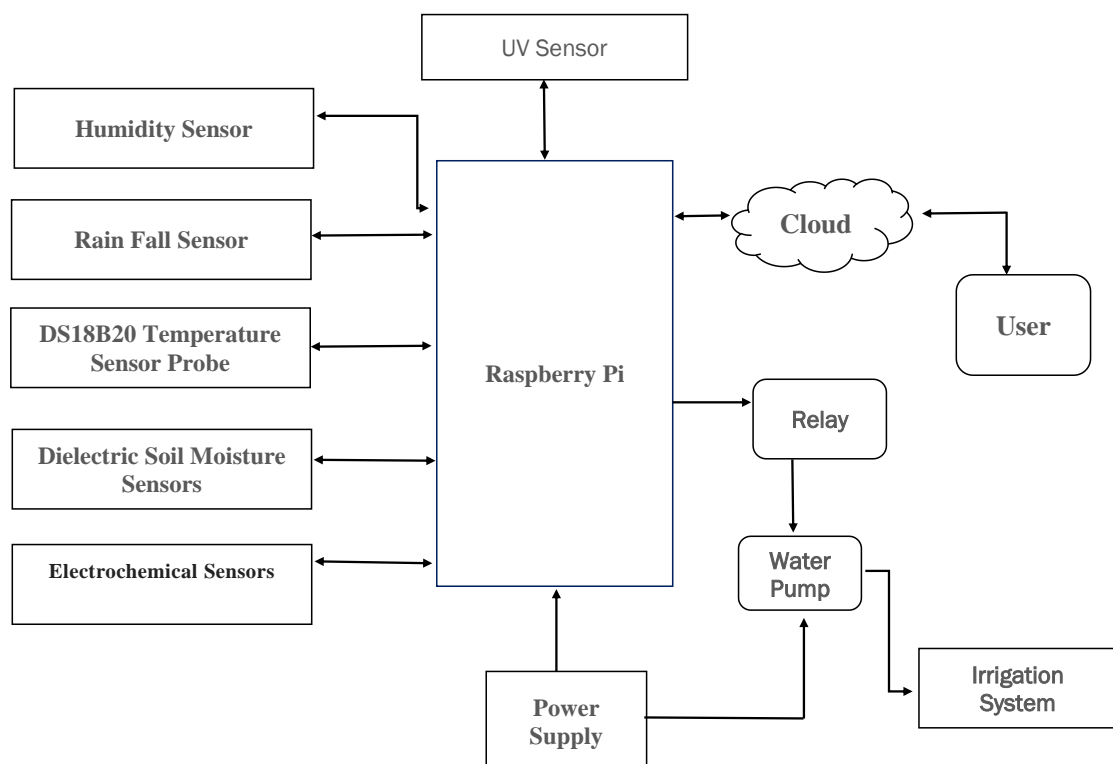 UV Sensor
Humidity Sensor
Rain Fall Sensor
DS18B20 Temperature
Sensor Probe
Dielectric Soil Moisture
Sensors
Electrochemical Sensors
Raspberry Pi
Cloud
User
Relay
Water
Pump
Irrigation
System
Power
Supply